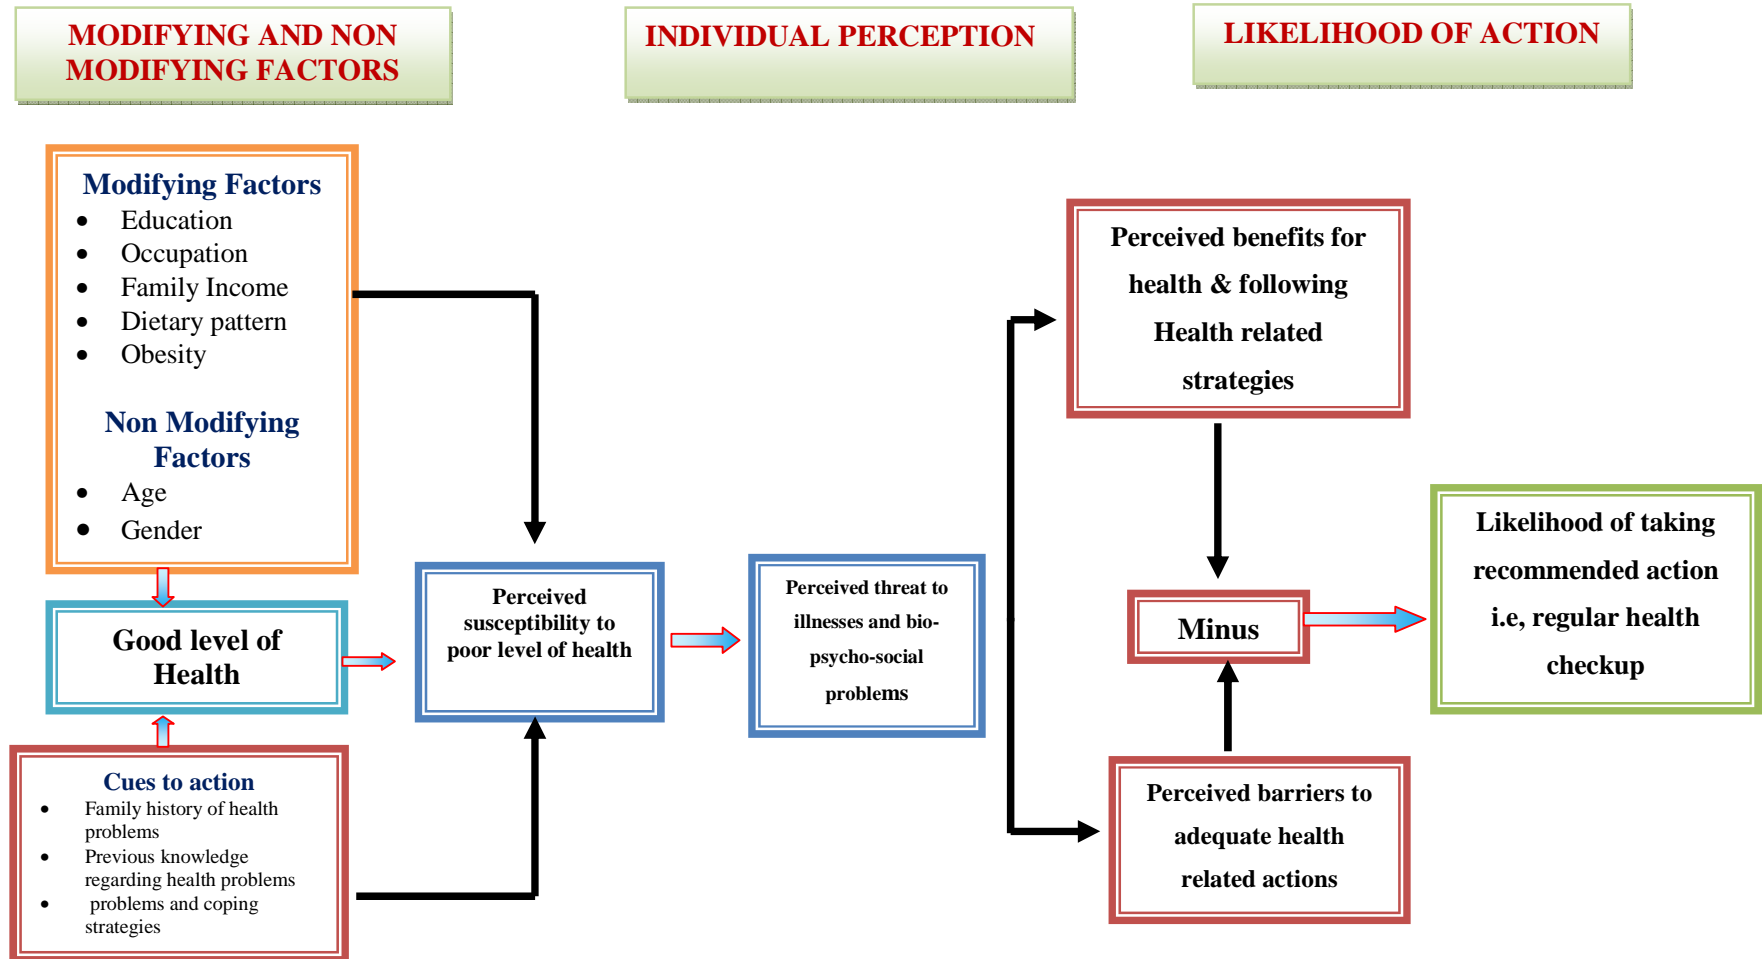 MODIFYING AND NON
MODIFYING FACTORS
INDIVIDUAL PERCEPTION
LIKELIHOOD OF ACTION
Modifying Factors
• Education
• Occupation
• Family Income
• Dietary pattern
• Obesity
Non Modifying
Factors
• Age
• Gender
Good level of
Health
Cues to action
• Family history of health
problems
• Previous knowledge
regarding health problems
• problems and coping
strategies
Perceived
susceptibility to
poor level of health
Perceived threat to
illnesses and bio-
psycho-social
problems
Perceived benefits for
health & following
Health related
strategies
Minus
Perceived barriers to
adequate health
related actions
Likelihood of taking
recommended action
i.e, regular health
checkup